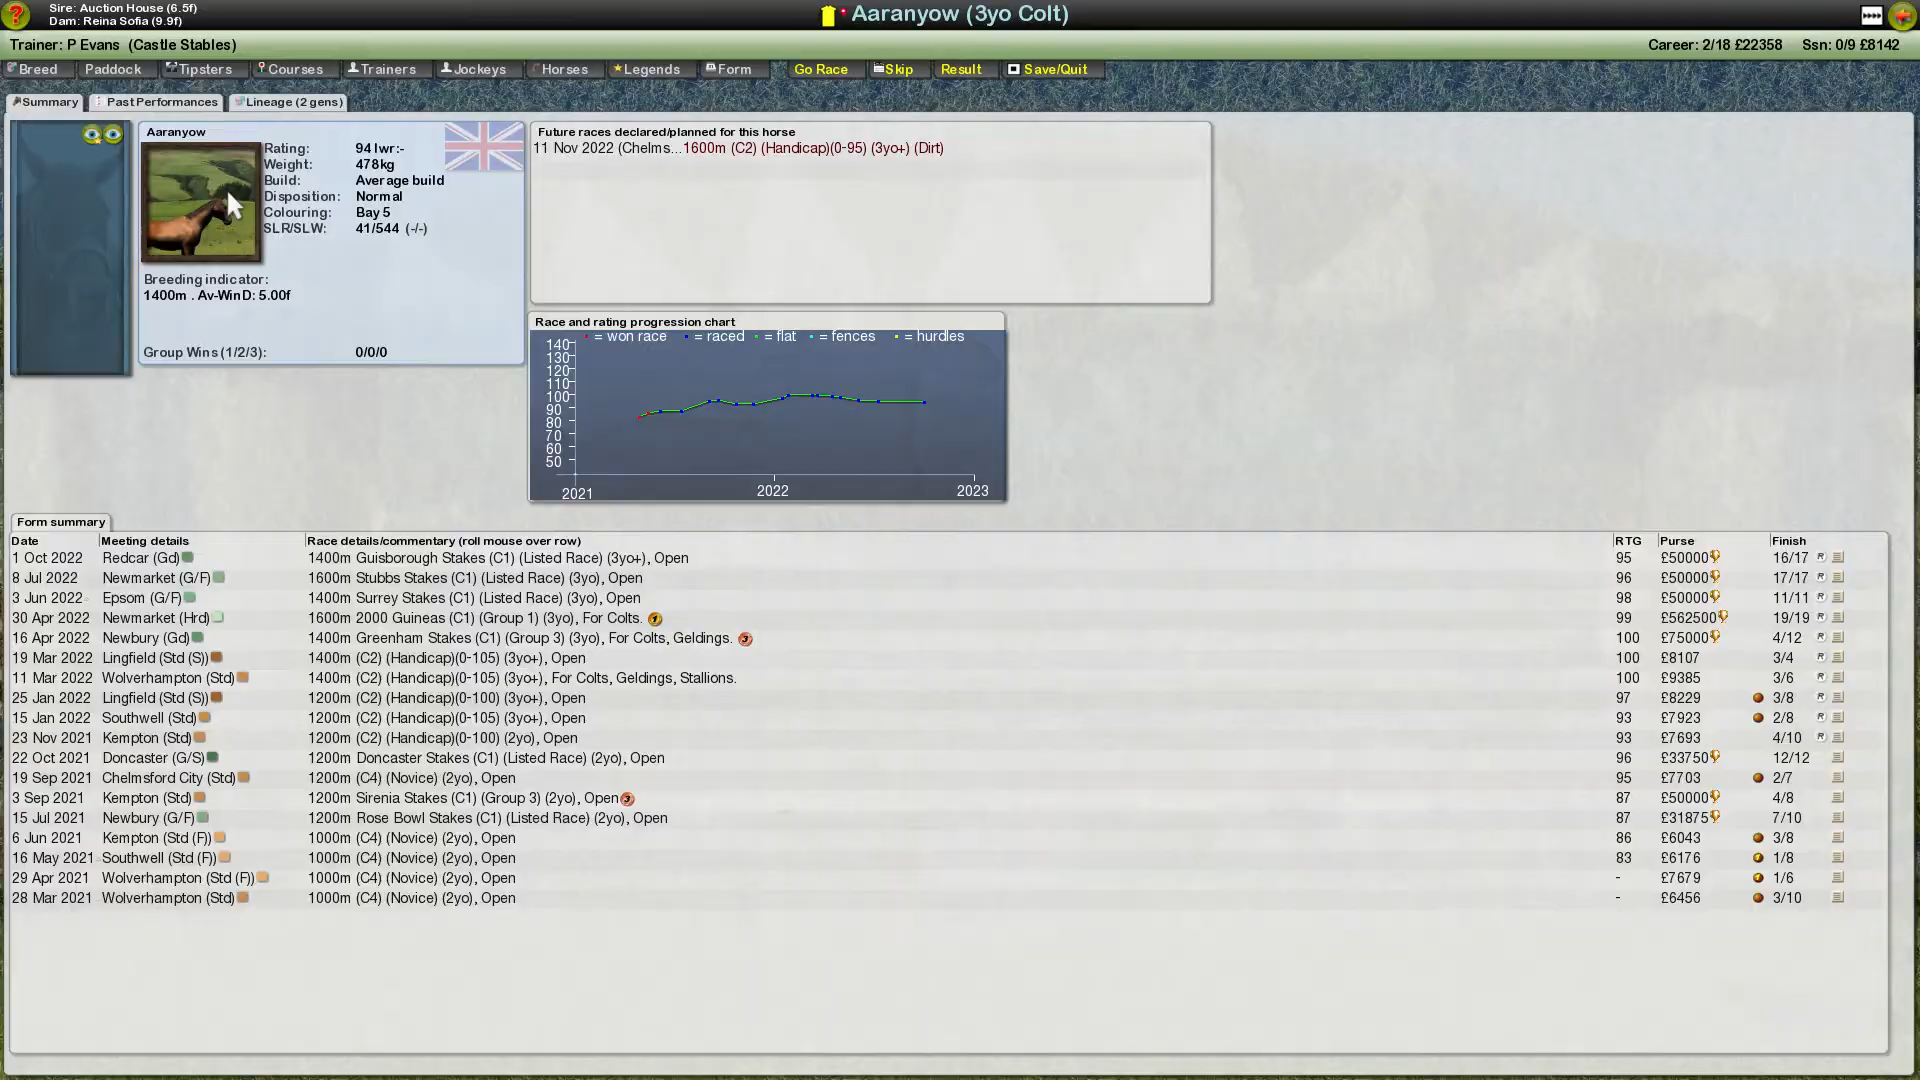 Sire: Auction House (6.5f)
Dam: Reina Sofia (9.9f)
Aaranyow (3yo Colt)
Trainer: P Evans (Castle Stables)
Career: 2/18 £22358 Ssn: 0/9 £8142
Breed Paddock Tipsters Courses Trainers Jockeys Horses Legends Form Go Race Skip Result Save/Quit
Summary Past Performances Lineage (2 gens)
Aaranyow
Rating: 94 lwr:-
Weight: 478kg
Build: Average build
Disposition: Normal
Colouring: Bay 5
SLR/SLW: 41/544 (-/-)
Breeding indicator:
1400m . Av-WinD: 5.00f
Group Wins (1/2/3): 0/0/0
Future races declared/planned for this horse
11 Nov 2022 (Chelms...1600m (C2) (Handicap)(0-95) (3yo+) (Dirt)
Race and rating progression chart
= won race = raced = flat = fences = hurdles
140
130
120
110
100
90
80
70
60
50
2021 2022 2023
Form summary
Date Meeting details Race details/commentary (roll mouse over row) RTG Purse Finish
1 Oct 2022 Redcar (Gd) 1400m Guisborough Stakes (C1) (Listed Race) (3yo+), Open 95 £50000 16/17 R
8 Jul 2022 Newmarket (G/F) 1600m Stubbs Stakes (C1) (Listed Race) (3yo), Open 96 £50000 17/17 R
3 Jun 2022 Epsom (G/F) 1400m Surrey Stakes (C1) (Listed Race) (3yo), Open 98 £50000 11/11 R
30 Apr 2022 Newmarket (Hrd) 1600m 2000 Guineas (C1) (Group 1) (3yo), For Colts. 1 99 £562500 19/19 R
16 Apr 2022 Newbury (Gd) 1400m Greenham Stakes (C1) (Group 3) (3yo), For Colts, Geldings. 3 100 £75000 4/12 R
19 Mar 2022 Lingfield (Std (S)) 1400m (C2) (Handicap)(0-105) (3yo+), Open 100 £8107 3/4 R
11 Mar 2022 Wolverhampton (Std) 1400m (C2) (Handicap)(0-105) (3yo+), For Colts, Geldings, Stallions. 100 £9385 3/6 R
25 Jan 2022 Lingfield (Std (S)) 1200m (C2) (Handicap)(0-100) (3yo+), Open 97 £8229 3/8 R
15 Jan 2022 Southwell (Std) 1200m (C2) (Handicap)(0-105) (3yo+), Open 93 £7923 2/8 R
23 Nov 2021 Kempton (Std) 1200m (C2) (Handicap)(0-100) (2yo), Open 93 £7693 4/10 R
22 Oct 2021 Doncaster (G/S) 1200m Doncaster Stakes (C1) (Listed Race) (2yo), Open 96 £33750 12/12
19 Sep 2021 Chelmsford City (Std) 1200m (C4) (Novice) (2yo), Open 95 £7703 2/7
3 Sep 2021 Kempton (Std) 1200m Sirenia Stakes (C1) (Group 3) (2yo), Open 3 87 £50000 4/8
15 Jul 2021 Newbury (G/F) 1200m Rose Bowl Stakes (C1) (Listed Race) (2yo), Open 87 £31875 7/10
6 Jun 2021 Kempton (Std (F)) 1000m (C4) (Novice) (2yo), Open 86 £6043 3/8
16 May 2021 Southwell (Std (F)) 1000m (C4) (Novice) (2yo), Open 83 £6176 1/8
29 Apr 2021 Wolverhampton (Std (F)) 1000m (C4) (Novice) (2yo), Open - £7679 1/6
28 Mar 2021 Wolverhampton (Std) 1000m (C4) (Novice) (2yo), Open - £6456 3/10